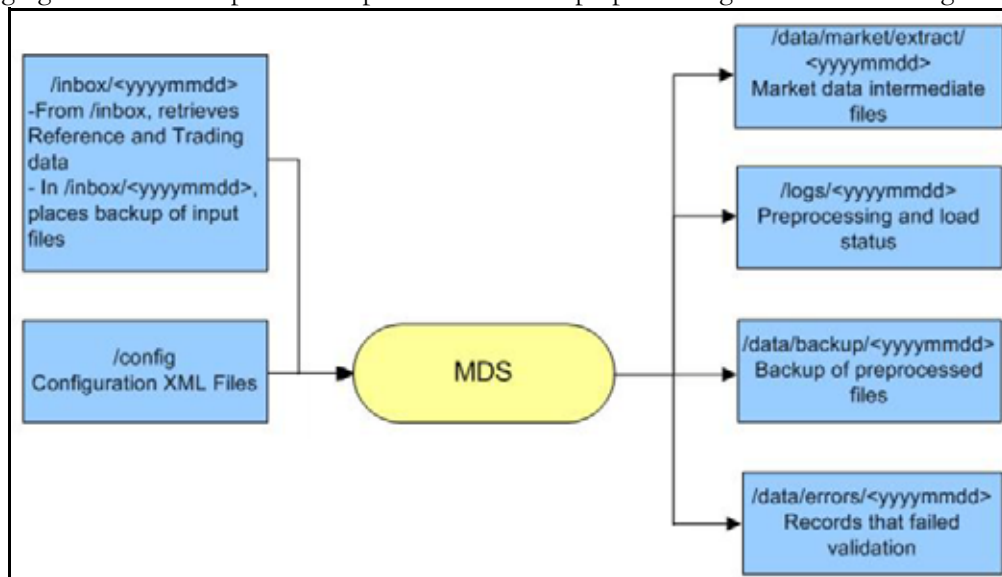 /inbox/<yyyymmdd>
-From /inbox, retrieves
Reference and Trading
data
- In /inbox/<yyyymmdd>,
places backup of input
files
/config
Configuration XML Files
MDS
/data/market/extract/
<yyyymmdd>
Market data intermediate
files
/logs/<yyyymmdd>
Preprocessing and load
status
/data/backup/<yyyymmdd>
Backup of preprocessed
files
/data/errors/<yyyymmdd>
Records that failed
validation